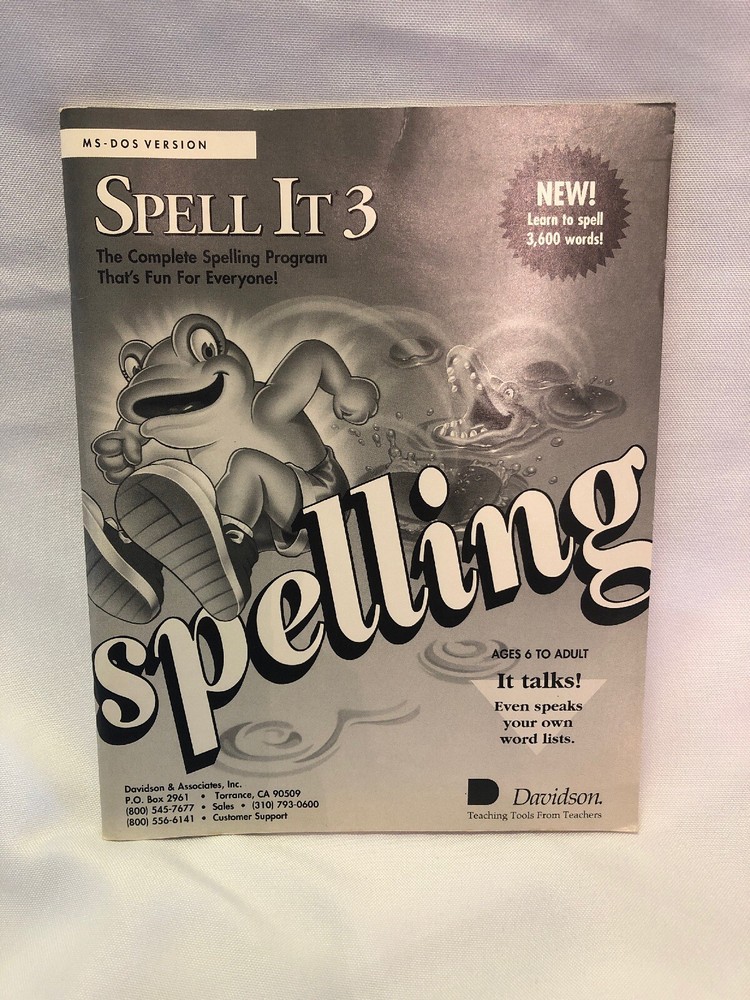 MS-DOS VERSION
SPELL IT 3
The Complete Spelling Program
That's Fun For Everyone!
NEW!
Learn to spell
3,600 words!
spelling
AGES 6 TO ADULT
It talks!
Even speaks
your own
word lists.
Davidson & Associates, Inc.
P.O. Box 2961 • Torrance, CA 90509
(800) 545-7677 • Sales • (310) 793-0600
(800) 556-6141 • Customer Support
Davidson.
Teaching Tools From Teachers